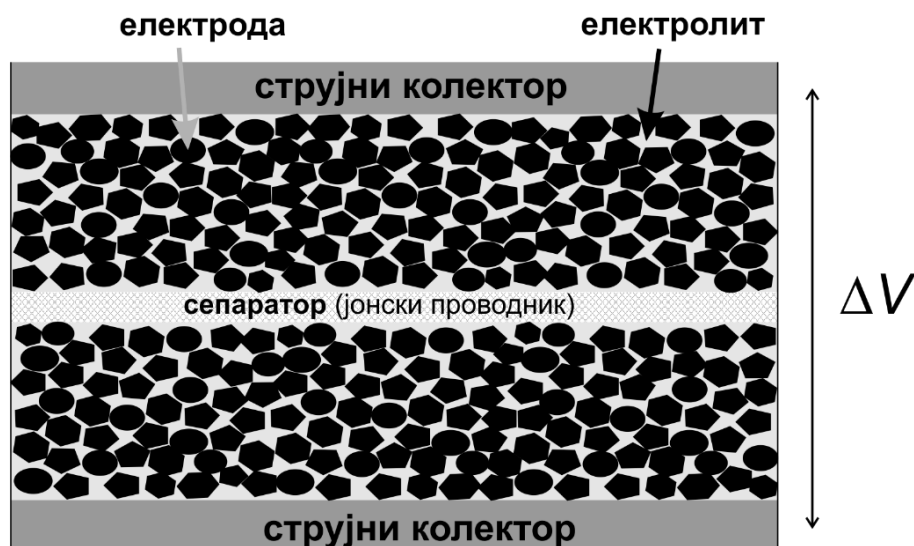 електрода
електролит
струјни колектор
сепаратор (јонски проводник)
ΔV
струјни колектор